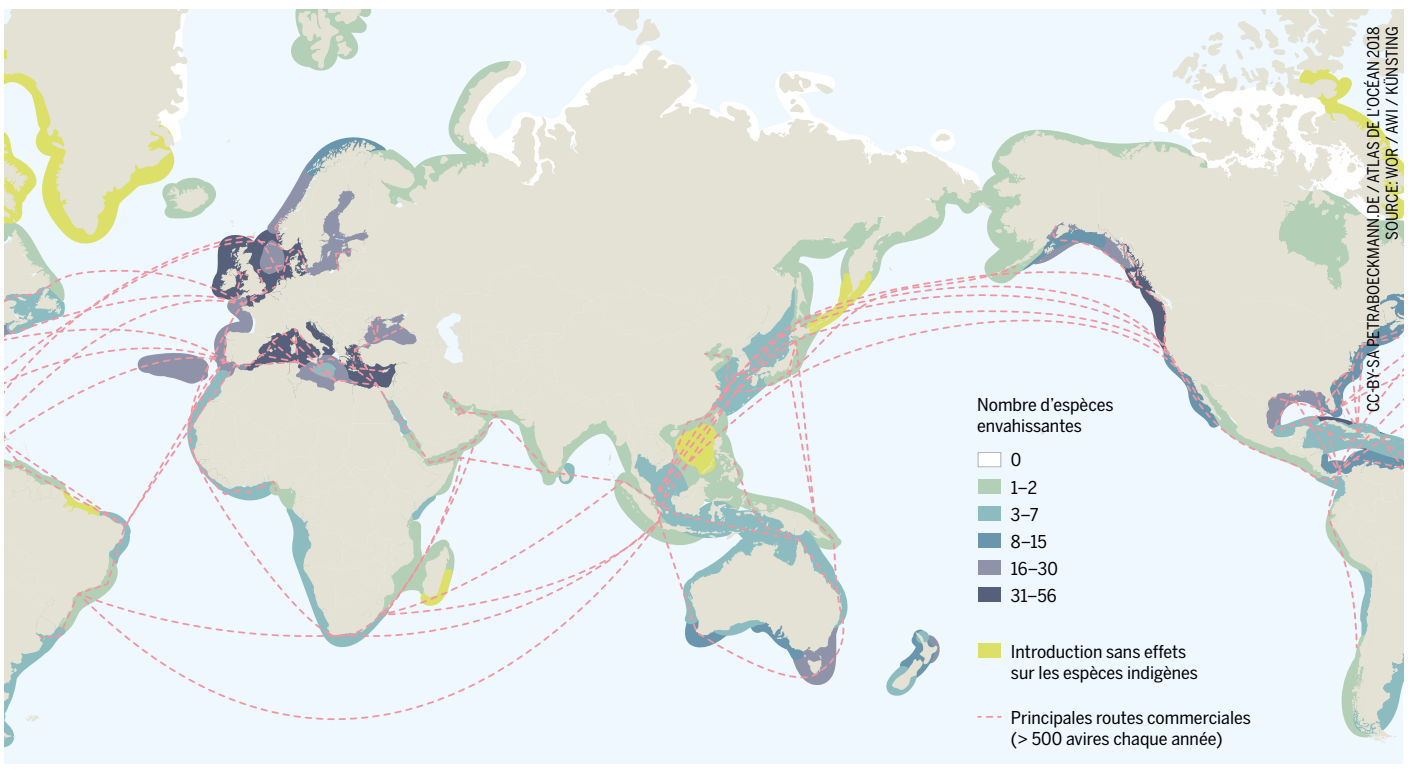 Nombre d'espèces
envahissantes
0
1–2
3–7
8–15
16–30
31–56
Introduction sans effets
sur les espèces indigènes
Principales routes commerciales
(> 500 avires chaque année)
CC-BY-SA PETRABOECKMANN.DE / ATLAS DE L'OCÉAN 2018
SOURCE: WOR / AWI / KÜNSTING